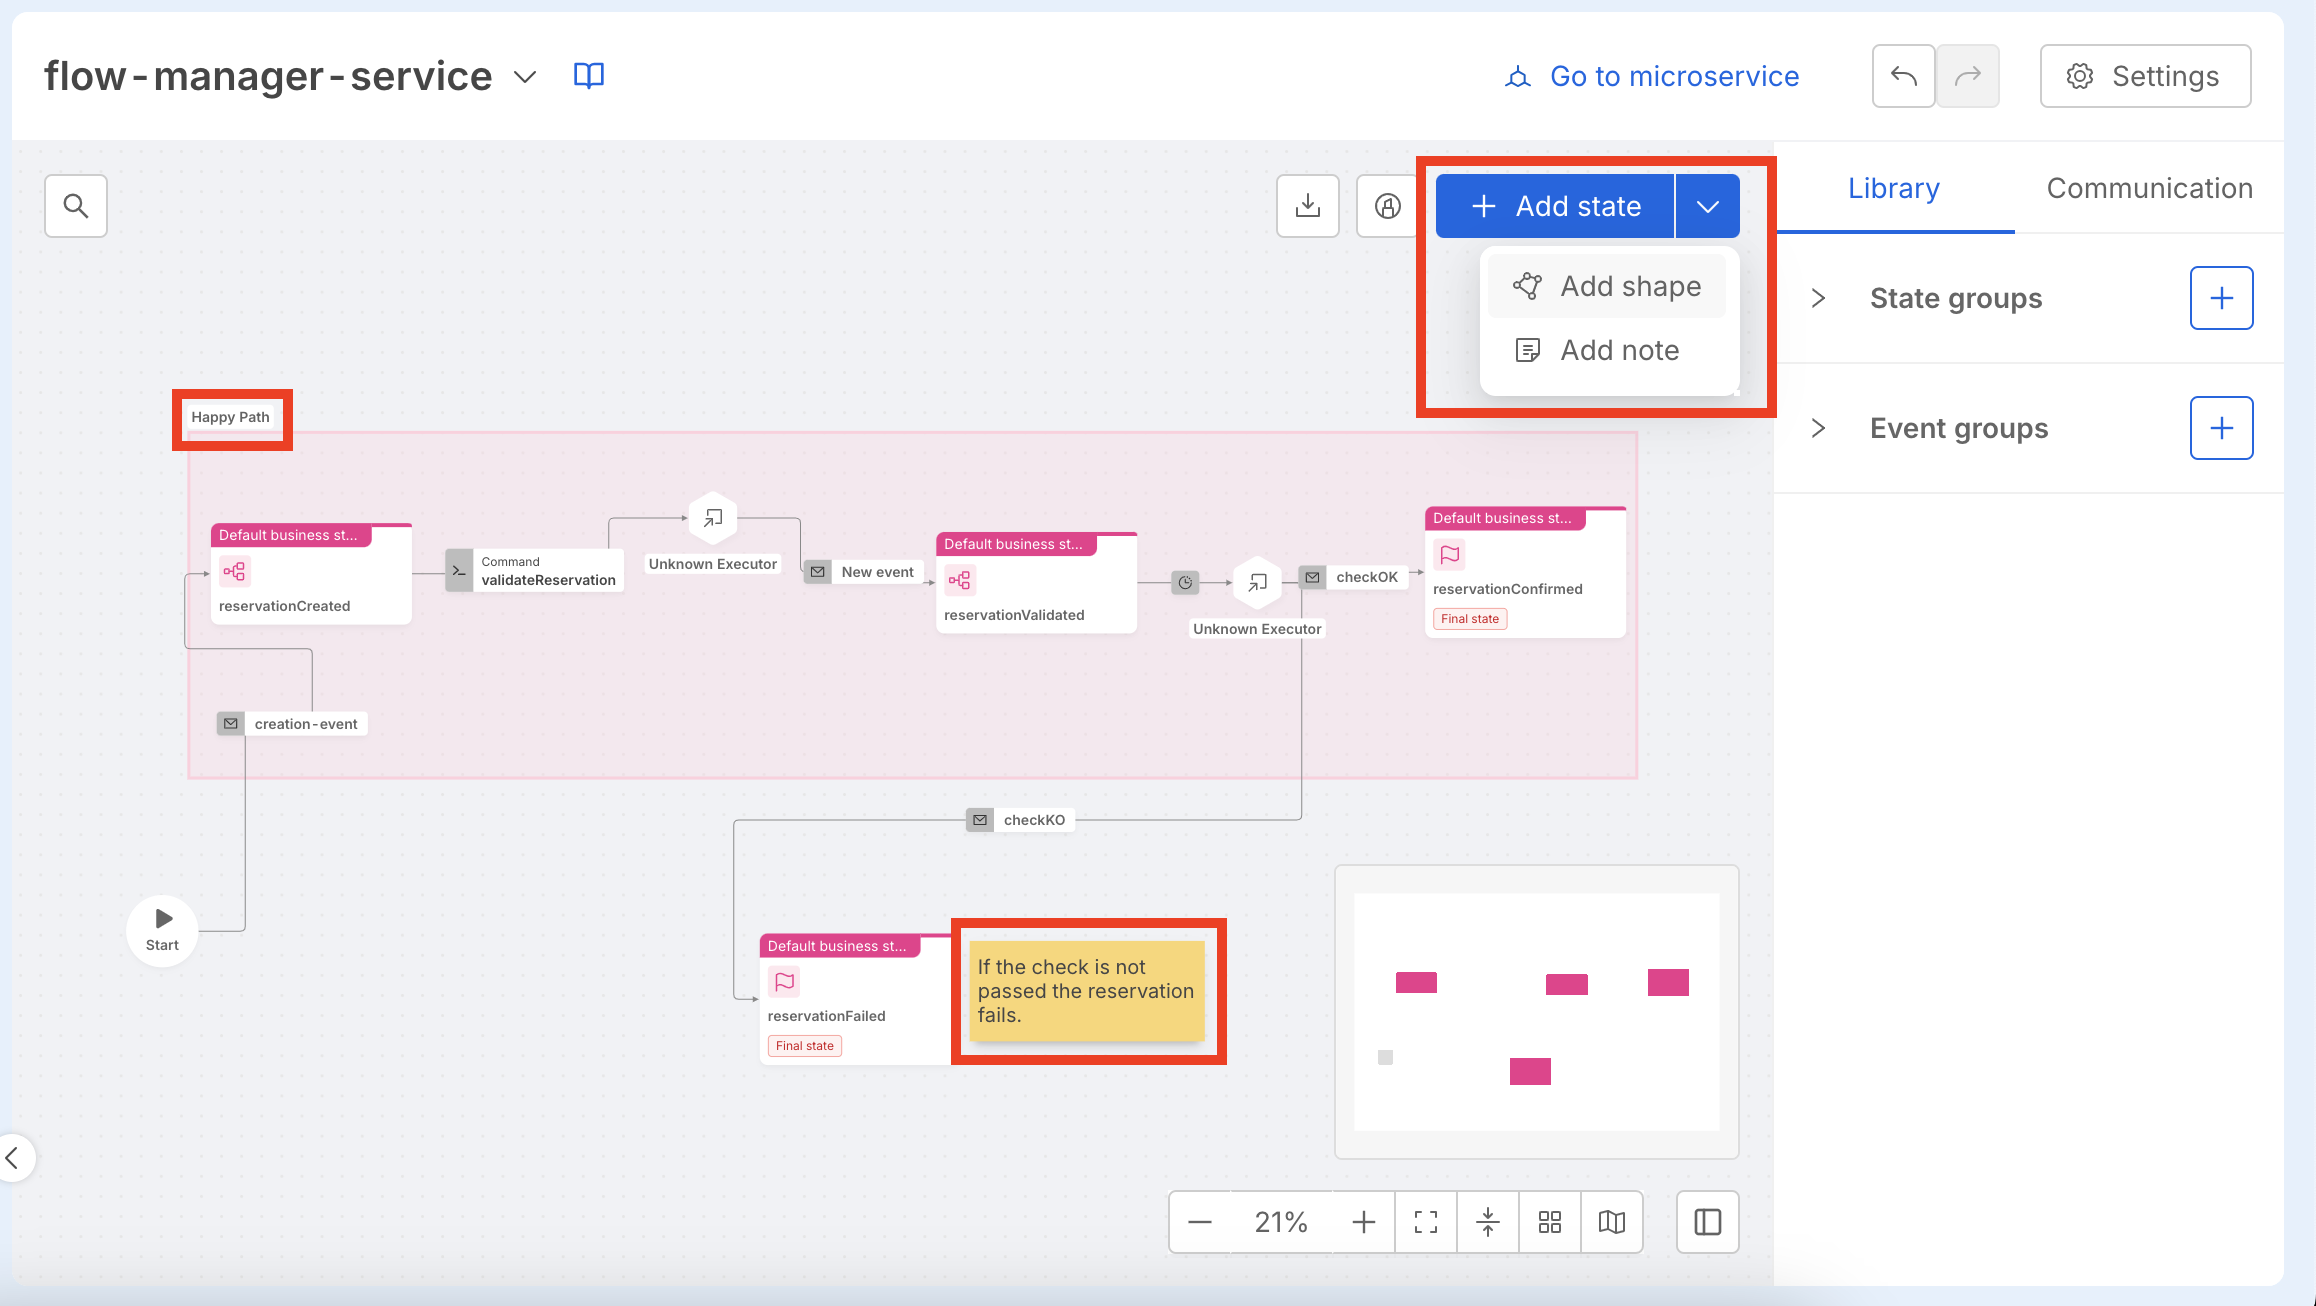 flow-manager-service
Go to microservice
Settings
Add state
Library
Communication
Add shape
Add note
State groups
Event groups
Happy Path
Default business st...
reservationCreated
Command
validateReservation
Unknown Executor
New event
Default business st...
reservationValidated
Unknown Executor
checkOK
Default business st...
reservationConfirmed
Final state
creation-event
checkKO
Start
Default business st...
reservationFailed
Final state
If the check is not
passed the reservation
fails.
21%